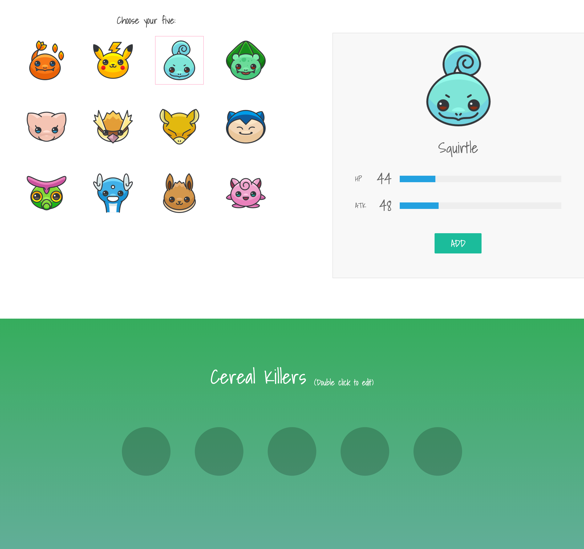 Choose your five:
Squirtle
HP 44
ATK 48
ADD
Cereal Killers (Double click to edit)